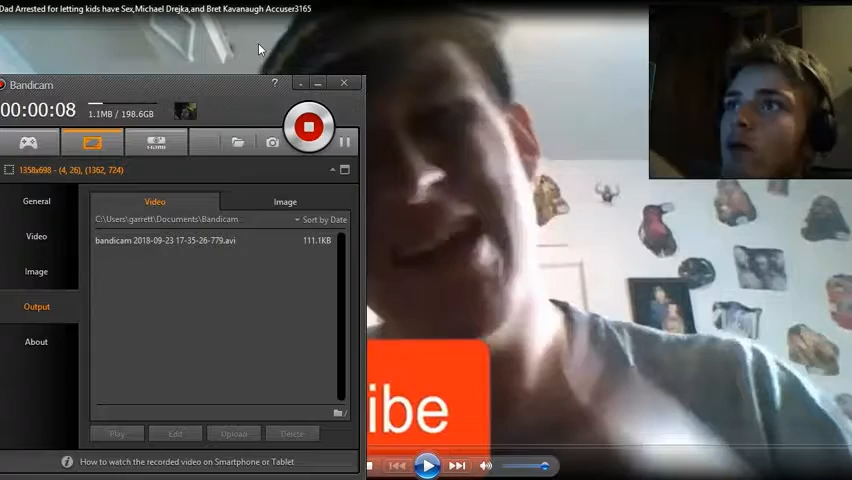 Dad Arrested for letting kids have Sex,Michael Drejka,and Bret Kavanaugh Accuser3165
Bandicam
?
00:00:08
1.1MB / 198.6GB
HDMI
1358x698 - (4, 26), (1362, 724)
General
Video
Image
Output
About
Video
Image
C:\Users\garrett\Documents\Bandicam
Sort by Date
bandicam 2018-09-23 17-35-26-779.avi
111.1KB
Play
Edit
Upload
Delete
How to watch the recorded video on Smartphone or Tablet
ibe